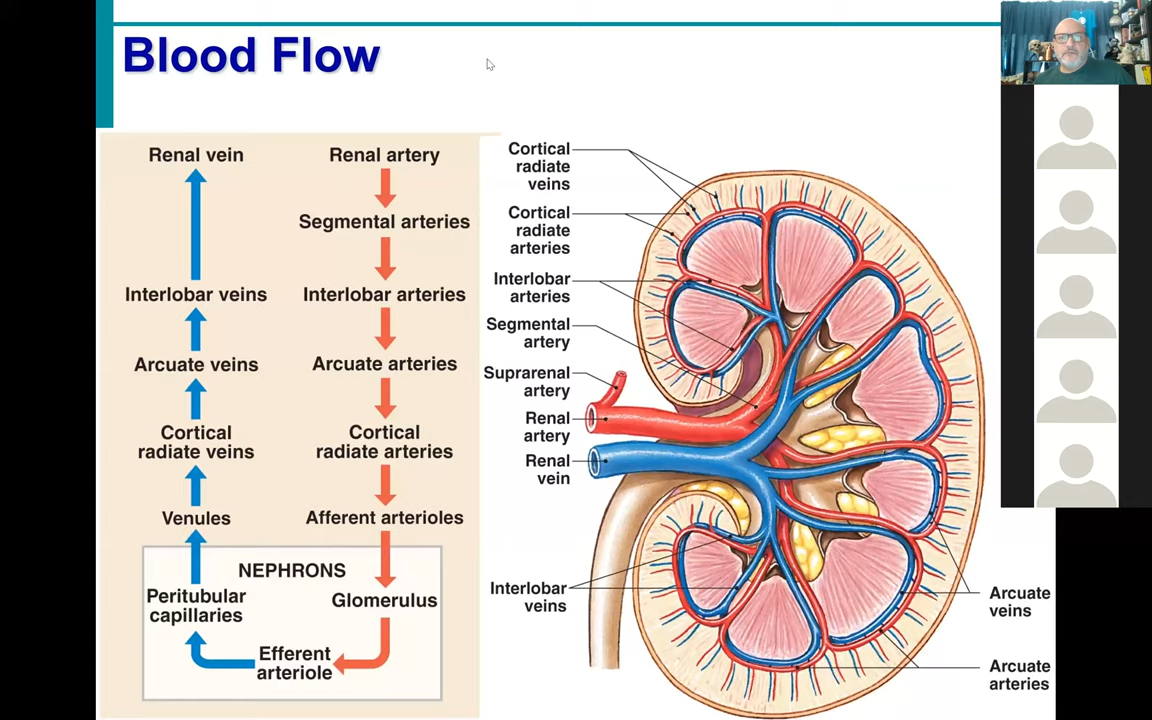 Blood Flow
Renal vein
Interlobar veins
Arcuate veins
Cortical
radiate veins
Venules
Peritubular
capillaries
Renal artery
Segmental arteries
Interlobar arteries
Arcuate arteries
Cortical
radiate arteries
Afferent arterioles
NEPHRONS
Glomerulus
Efferent
arteriole
Cortical
radiate
veins
Cortical
radiate
arteries
Interlobar
arteries
Segmental
artery
Suprarenal
artery
Renal
artery
Renal
vein
Interlobar
veins
Arcuate
veins
Arcuate
arteries